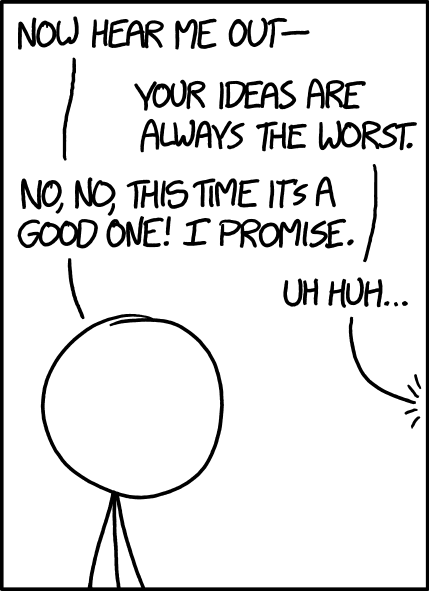 NOW HEAR ME OUT—
YOUR IDEAS ARE
ALWAYS THE WORST.
NO, NO, THIS TIME IT'S A
GOOD ONE! I PROMISE.
UH HUH...